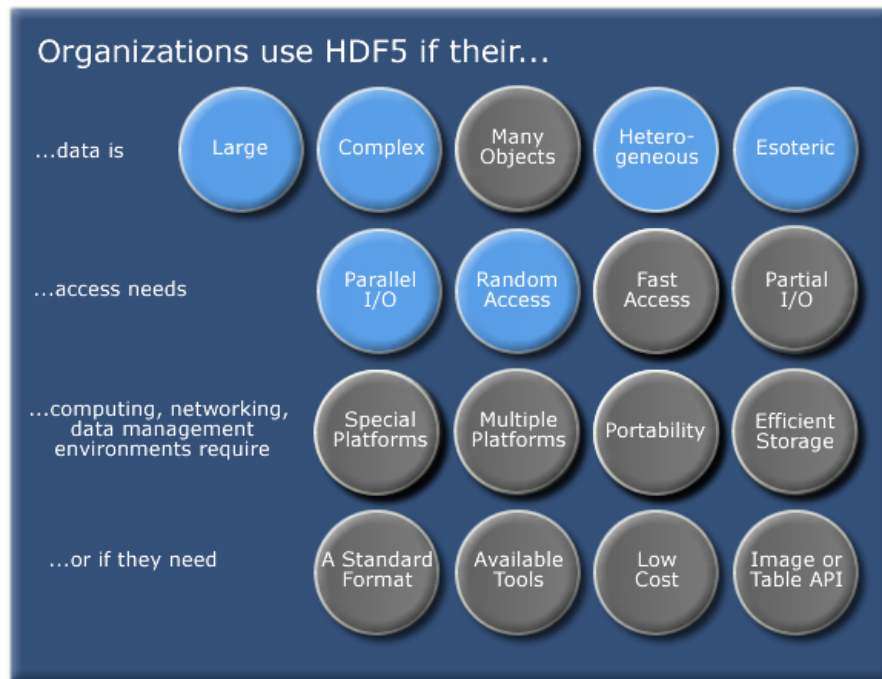 Organizations use HDF5 if their...
...data is
Large
Complex
Many
Objects
Hetero-
geneous
Esoteric
...access needs
Parallel
I/O
Random
Access
Fast
Access
Partial
I/O
...computing, networking,
data management
environments require
Special
Platforms
Multiple
Platforms
Portability
Efficient
Storage
...or if they need
A Standard
Format
Available
Tools
Low
Cost
Image or
Table API